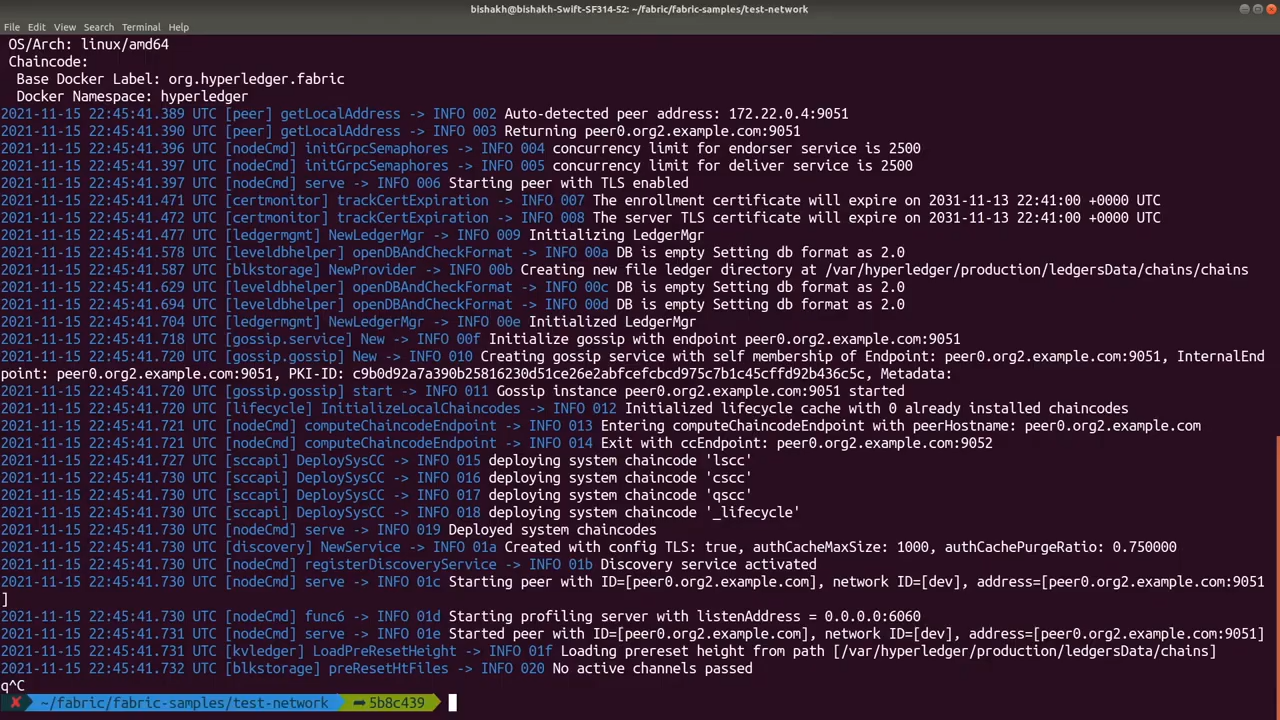 bishakh@bishakh-Swift-SF314-52: ~/fabric/fabric-samples/test-network
File Edit View Search Terminal Help
OS/Arch: linux/amd64
Chaincode:
Base Docker Label: org.hyperledger.fabric
Docker Namespace: hyperledger
2021-11-15 22:45:41.389 UTC [peer] getLocalAddress -> INFO 002 Auto-detected peer address: 172.22.0.4:9051
2021-11-15 22:45:41.390 UTC [peer] getLocalAddress -> INFO 003 Returning peer0.org2.example.com:9051
2021-11-15 22:45:41.396 UTC [nodeCmd] initGrpcSemaphores -> INFO 004 concurrency limit for endorser service is 2500
2021-11-15 22:45:41.397 UTC [nodeCmd] initGrpcSemaphores -> INFO 005 concurrency limit for deliver service is 2500
2021-11-15 22:45:41.397 UTC [nodeCmd] serve -> INFO 006 Starting peer with TLS enabled
2021-11-15 22:45:41.471 UTC [certmonitor] trackCertExpiration -> INFO 007 The enrollment certificate will expire on 2031-11-13 22:41:00 +0000 UTC
2021-11-15 22:45:41.472 UTC [certmonitor] trackCertExpiration -> INFO 008 The server TLS certificate will expire on 2031-11-13 22:41:00 +0000 UTC
2021-11-15 22:45:41.477 UTC [ledgermgmt] NewLedgerMgr -> INFO 009 Initializing LedgerMgr
2021-11-15 22:45:41.578 UTC [leveldbhelper] openDBAndCheckFormat -> INFO 00a DB is empty Setting db format as 2.0
2021-11-15 22:45:41.587 UTC [blkstorage] NewProvider -> INFO 00b Creating new file ledger directory at /var/hyperledger/production/ledgersData/chains/chains
2021-11-15 22:45:41.629 UTC [leveldbhelper] openDBAndCheckFormat -> INFO 00c DB is empty Setting db format as 2.0
2021-11-15 22:45:41.694 UTC [leveldbhelper] openDBAndCheckFormat -> INFO 00d DB is empty Setting db format as 2.0
2021-11-15 22:45:41.704 UTC [ledgermgmt] NewLedgerMgr -> INFO 00e Initialized LedgerMgr
2021-11-15 22:45:41.718 UTC [gossip.service] New -> INFO 00f Initialize gossip with endpoint peer0.org2.example.com:9051
2021-11-15 22:45:41.720 UTC [gossip.gossip] New -> INFO 010 Creating gossip service with self membership of Endpoint: peer0.org2.example.com:9051, InternalEnd
point: peer0.org2.example.com:9051, PKI-ID: c9b0d92a7a390b25816230d51ce26e2abfcefcbcd975c7b1c45cffd92b436c5c, Metadata:
2021-11-15 22:45:41.720 UTC [gossip.gossip] start -> INFO 011 Gossip instance peer0.org2.example.com:9051 started
2021-11-15 22:45:41.720 UTC [lifecycle] InitializeLocalChaincodes -> INFO 012 Initialized lifecycle cache with 0 already installed chaincodes
2021-11-15 22:45:41.721 UTC [nodeCmd] computeChaincodeEndpoint -> INFO 013 Entering computeChaincodeEndpoint with peerHostname: peer0.org2.example.com
2021-11-15 22:45:41.721 UTC [nodeCmd] computeChaincodeEndpoint -> INFO 014 Exit with ccEndpoint: peer0.org2.example.com:9052
2021-11-15 22:45:41.727 UTC [sccapi] DeploySysCC -> INFO 015 deploying system chaincode 'lscc'
2021-11-15 22:45:41.730 UTC [sccapi] DeploySysCC -> INFO 016 deploying system chaincode 'cscc'
2021-11-15 22:45:41.730 UTC [sccapi] DeploySysCC -> INFO 017 deploying system chaincode 'qscc'
2021-11-15 22:45:41.730 UTC [sccapi] DeploySysCC -> INFO 018 deploying system chaincode '_lifecycle'
2021-11-15 22:45:41.730 UTC [nodeCmd] serve -> INFO 019 Deployed system chaincodes
2021-11-15 22:45:41.730 UTC [discovery] NewService -> INFO 01a Created with config TLS: true, authCacheMaxSize: 1000, authCachePurgeRatio: 0.750000
2021-11-15 22:45:41.730 UTC [nodeCmd] registerDiscoveryService -> INFO 01b Discovery service activated
2021-11-15 22:45:41.730 UTC [nodeCmd] serve -> INFO 01c Starting peer with ID=[peer0.org2.example.com], network ID=[dev], address=[peer0.org2.example.com:9051
]
2021-11-15 22:45:41.730 UTC [nodeCmd] func6 -> INFO 01d Starting profiling server with listenAddress = 0.0.0.0:6060
2021-11-15 22:45:41.731 UTC [nodeCmd] serve -> INFO 01e Started peer with ID=[peer0.org2.example.com], network ID=[dev], address=[peer0.org2.example.com:9051]
2021-11-15 22:45:41.731 UTC [kvledger] LoadPreResetHeight -> INFO 01f Loading prereset height from path [/var/hyperledger/production/ledgersData/chains]
2021-11-15 22:45:41.732 UTC [blkstorage] preResetHtFiles -> INFO 020 No active channels passed
q^C
✘ ~/fabric/fabric-samples/test-network ➦ 5b8c439